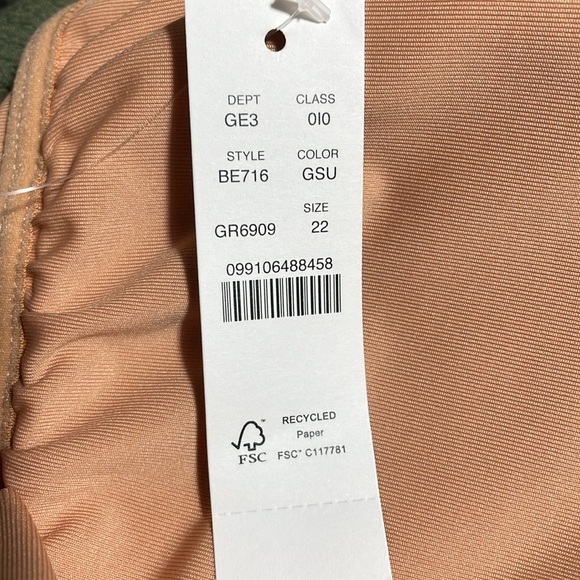 DEPT CLASS
GE3 0I0
STYLE COLOR
BE716 GSU
SIZE
GR6909 22
099106488458
RECYCLED
Paper
FSC™ FSC® C117781